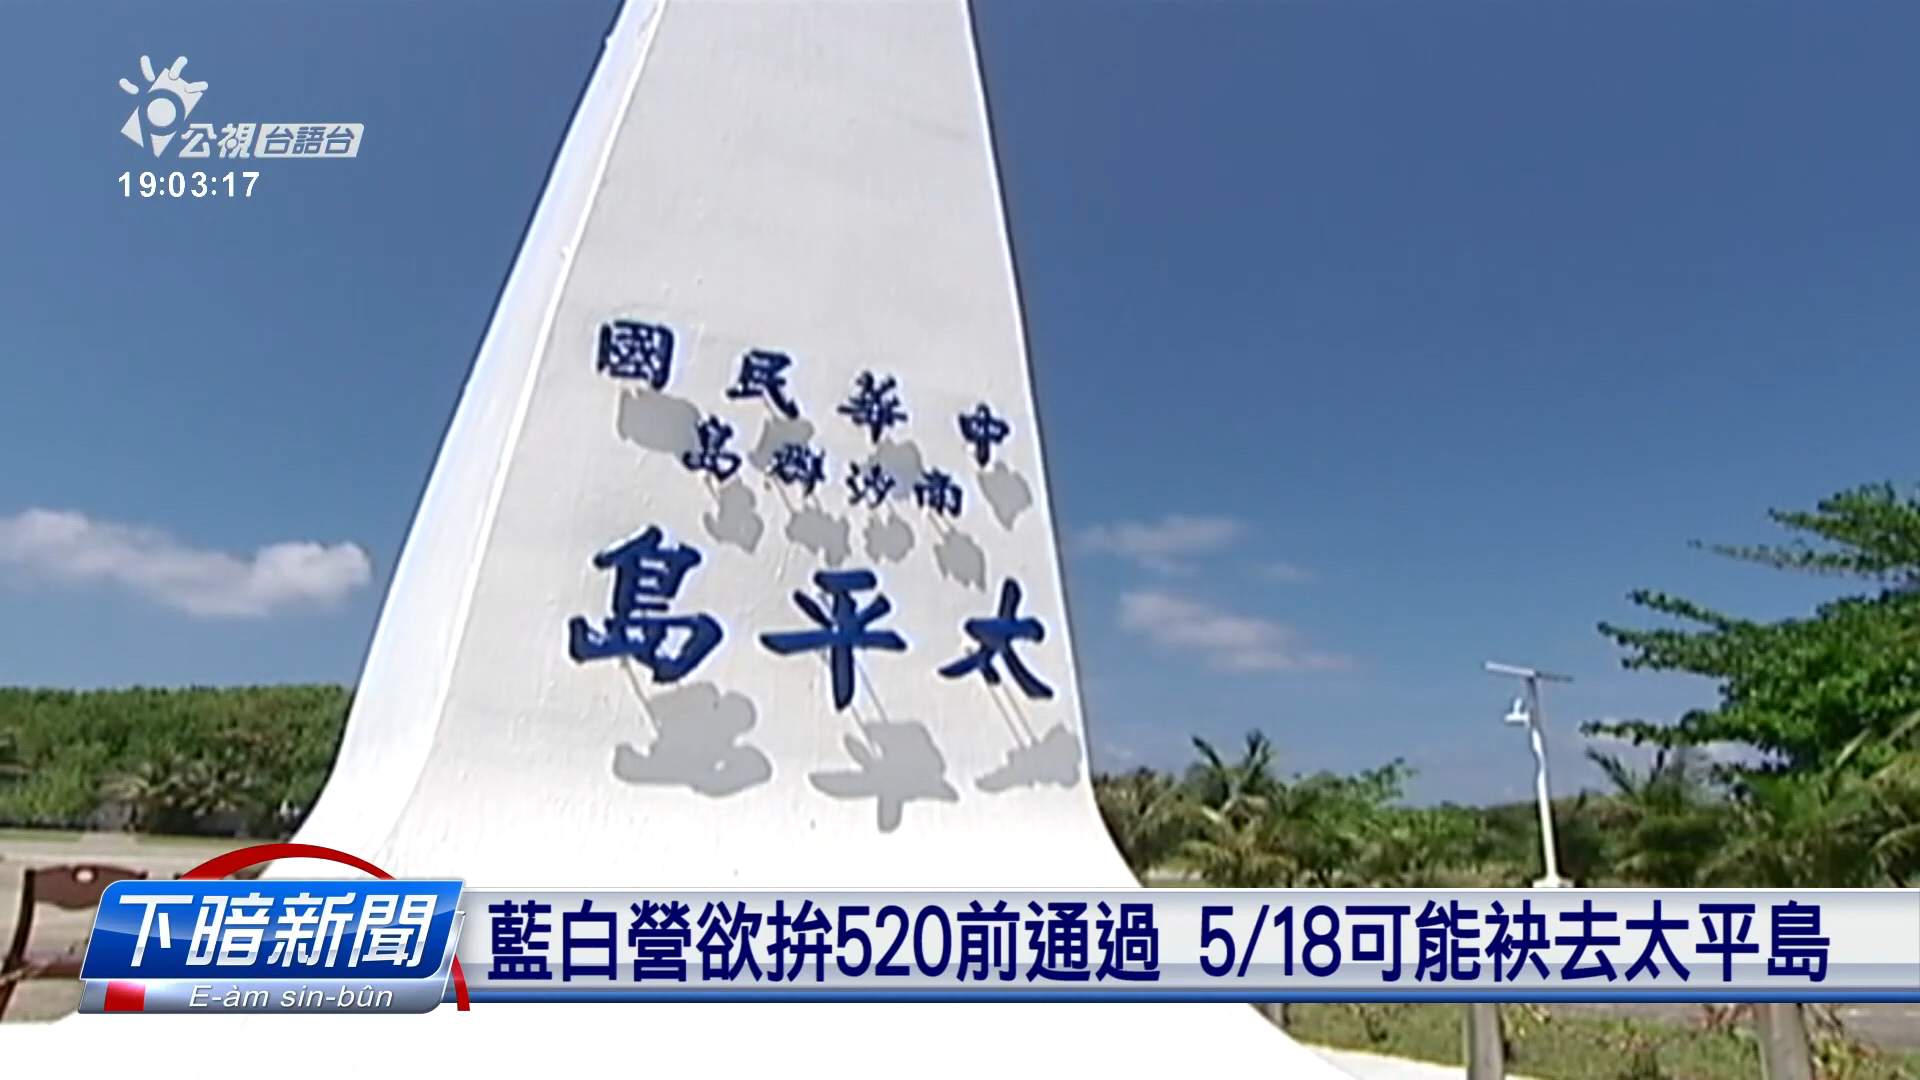 公視台語台
19:03:17
國民華中
島群沙南
島平太
下暗新聞
E-àm sin-bûn
藍白營欲拚520前通過 5/18可能袂去太平島